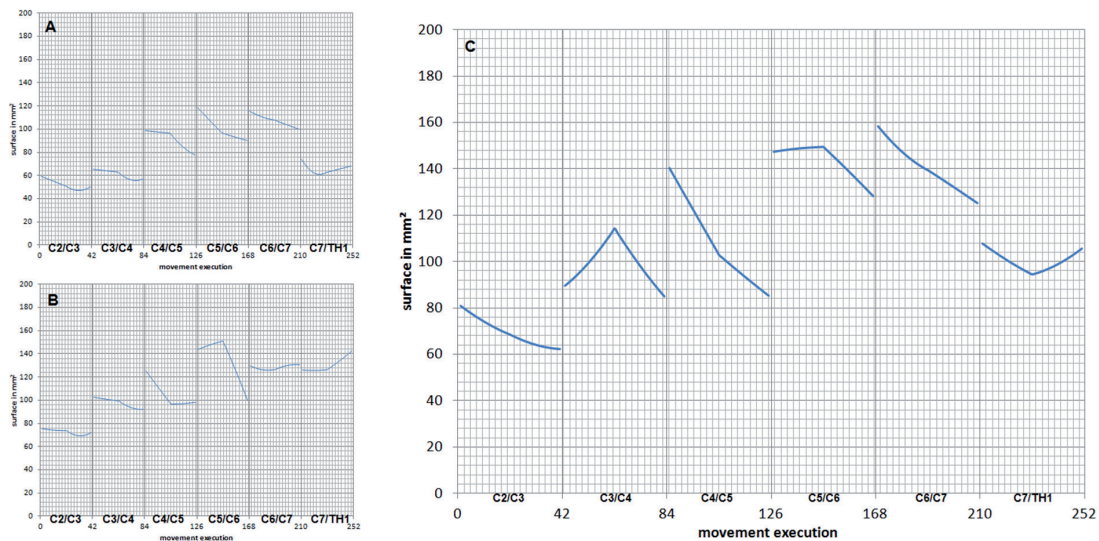 A
200
180
160
140
120
100
80
60
40
20
0
surface in mm²
C2/C3 C3/C4 C4/C5 C5/C6 C6/C7 C7/TH1
0 42 84 126 168 210 252
movement execution
B
200
180
160
140
120
100
80
60
40
20
0
surface in mm²
C2/C3 C3/C4 C4/C5 C5/C6 C6/C7 C7/TH1
0 42 84 126 168 210 252
movement execution
C
200
180
160
140
120
100
80
60
40
20
0
surface in mm²
C2/C3 C3/C4 C4/C5 C5/C6 C6/C7 C7/TH1
0 42 84 126 168 210 252
movement execution